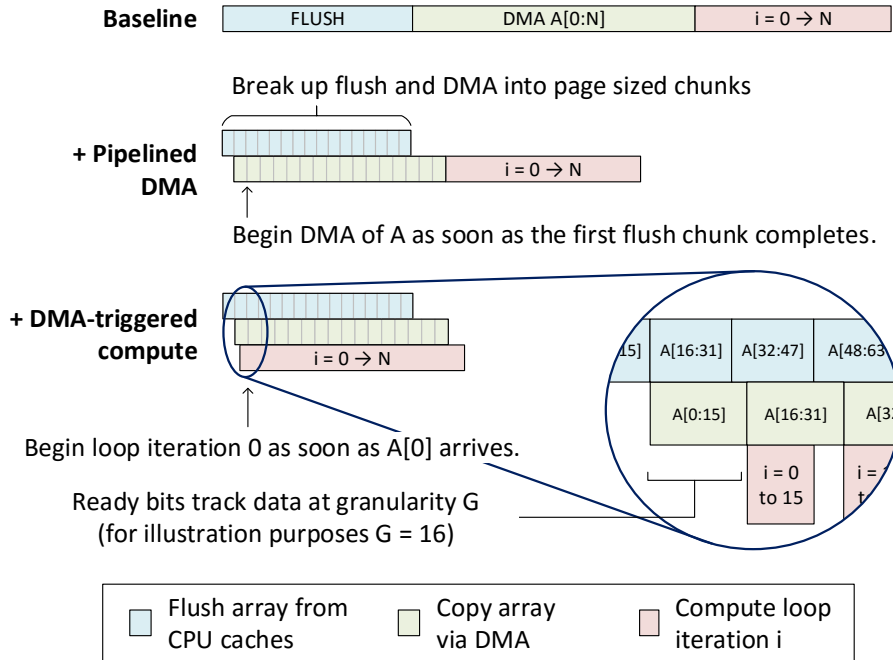 Baseline
FLUSH
DMA A[0:N]
i = 0 → N
Break up flush and DMA into page sized chunks
+ Pipelined
DMA
i = 0 → N
Begin DMA of A as soon as the first flush chunk completes.
+ DMA-triggered
compute
i = 0 → N
15]
A[16:31]
A[32:47]
A[48:63
A[0:15]
A[16:31]
Begin loop iteration 0 as soon as A[0] arrives.
i = 0
to 15
Ready bits track data at granularity G
(for illustration purposes G = 16)
Flush array from
CPU caches
Copy array
via DMA
Compute loop
iteration i